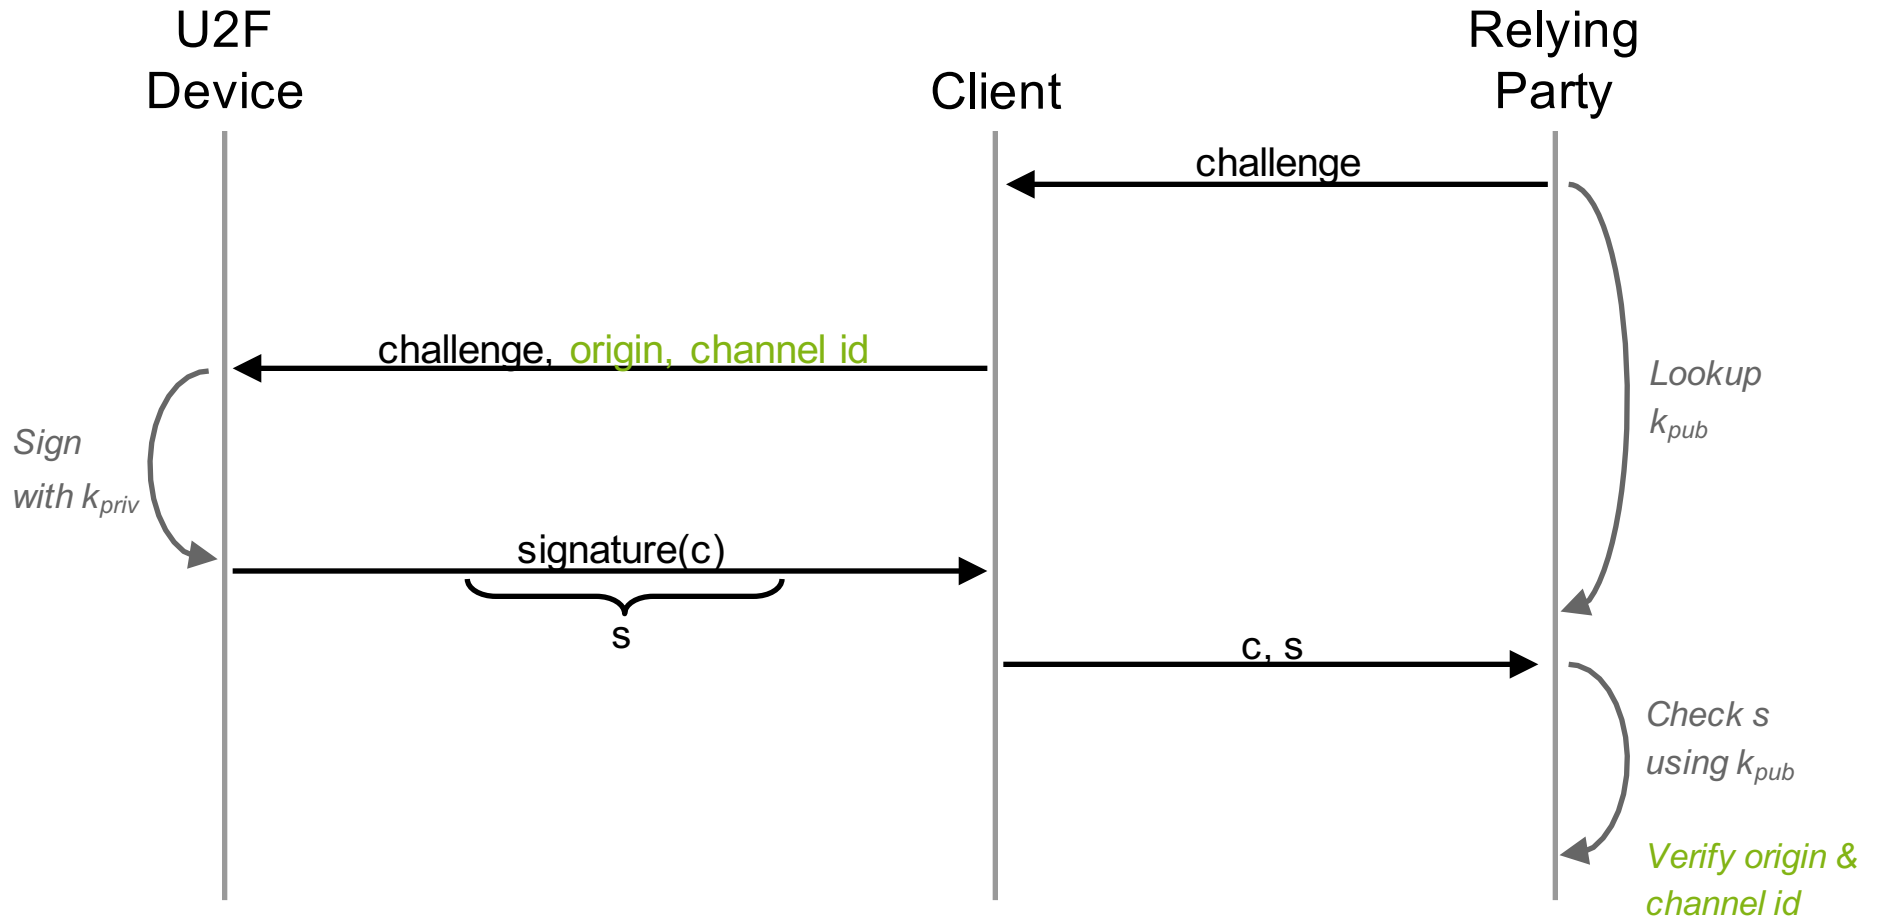 U2F
Device
Client
Relying
Party
challenge
challenge, origin, channel id
Lookup
kpub
Sign
with kpriv
signature(c)
s
c, s
Check s
using kpub
Verify origin &
channel id